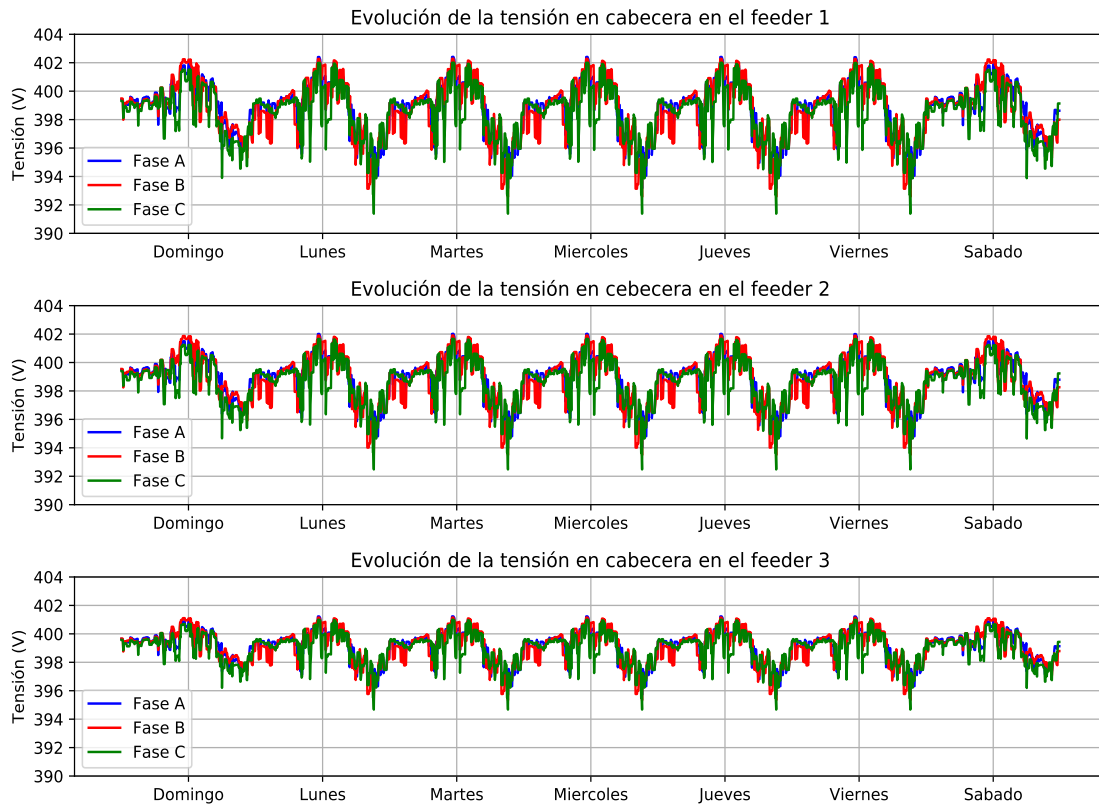 Evolución de la tensión en cabecera en el feeder 1
404
402
400
398
396
394
392
390
Tensión (V)
Fase A
Fase B
Fase C
Domingo Lunes Martes Miercoles Jueves Viernes Sabado
Evolución de la tensión en cebecera en el feeder 2
404
402
400
398
396
394
392
390
Tensión (V)
Fase A
Fase B
Fase C
Domingo Lunes Martes Miercoles Jueves Viernes Sabado
Evolución de la tensión en cabecera en el feeder 3
404
402
400
398
396
394
392
390
Tensión (V)
Fase A
Fase B
Fase C
Domingo Lunes Martes Miercoles Jueves Viernes Sabado